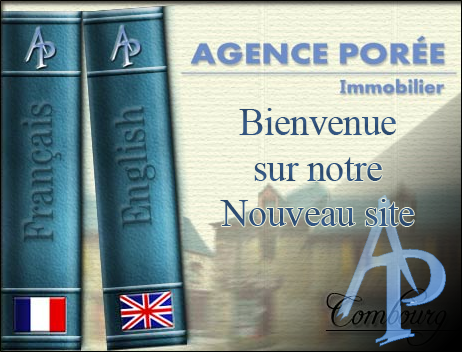 AP
Français
AP
English
AGENCE PORÉE
Immobilier
Bienvenue
sur notre
Nouveau site
AP
Combourg